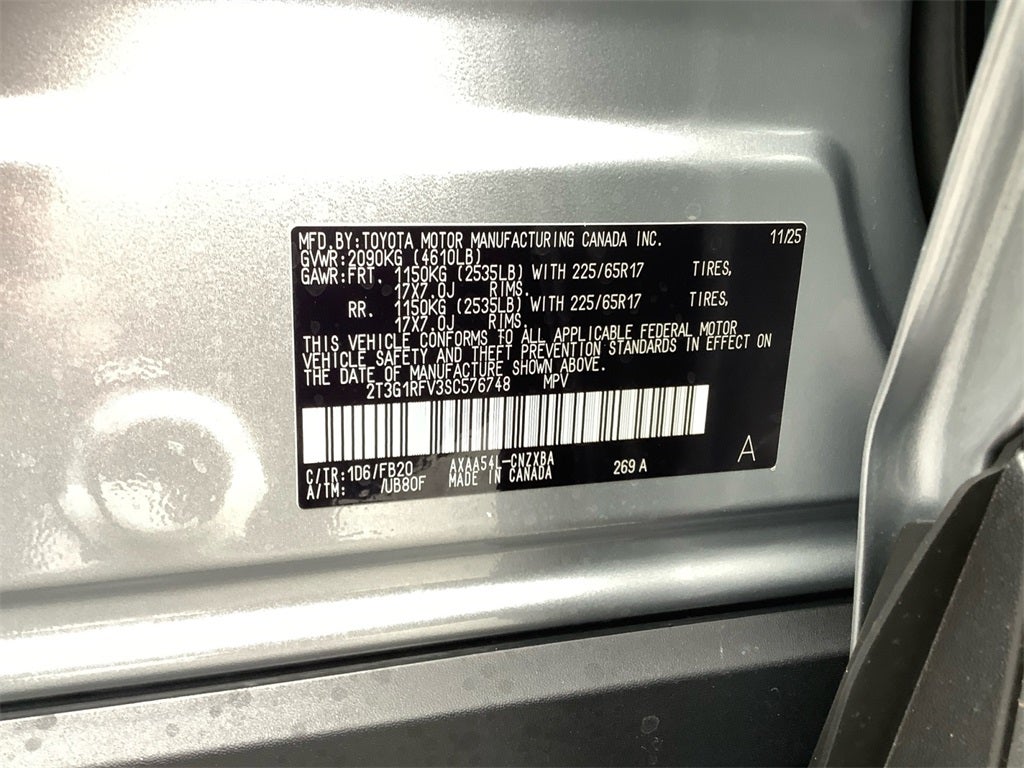 MFD. BY: TOYOTA MOTOR MANUFACTURING CANADA INC. 11/25
GVWR: 2090KG (4610LB)
GAWR: FRT. 1150KG (2535LB) WITH 225/65R17 TIRES,
17X7.0J RIMS.
RR. 1150KG (2535LB) WITH 225/65R17 TIRES,
17X7.0J RIMS.
THIS VEHICLE CONFORMS TO ALL APPLICABLE FEDERAL MOTOR
VEHICLE SAFETY AND THEFT PREVENTION STANDARDS IN EFFECT ON
THE DATE OF MANUFACTURE SHOWN ABOVE.
2T3G1RFV3SC576748 MPV
C/TR: 1D6/FB20 AXAA54L-CNZXBA 269A A
A/TM: /UB80F MADE IN CANADA